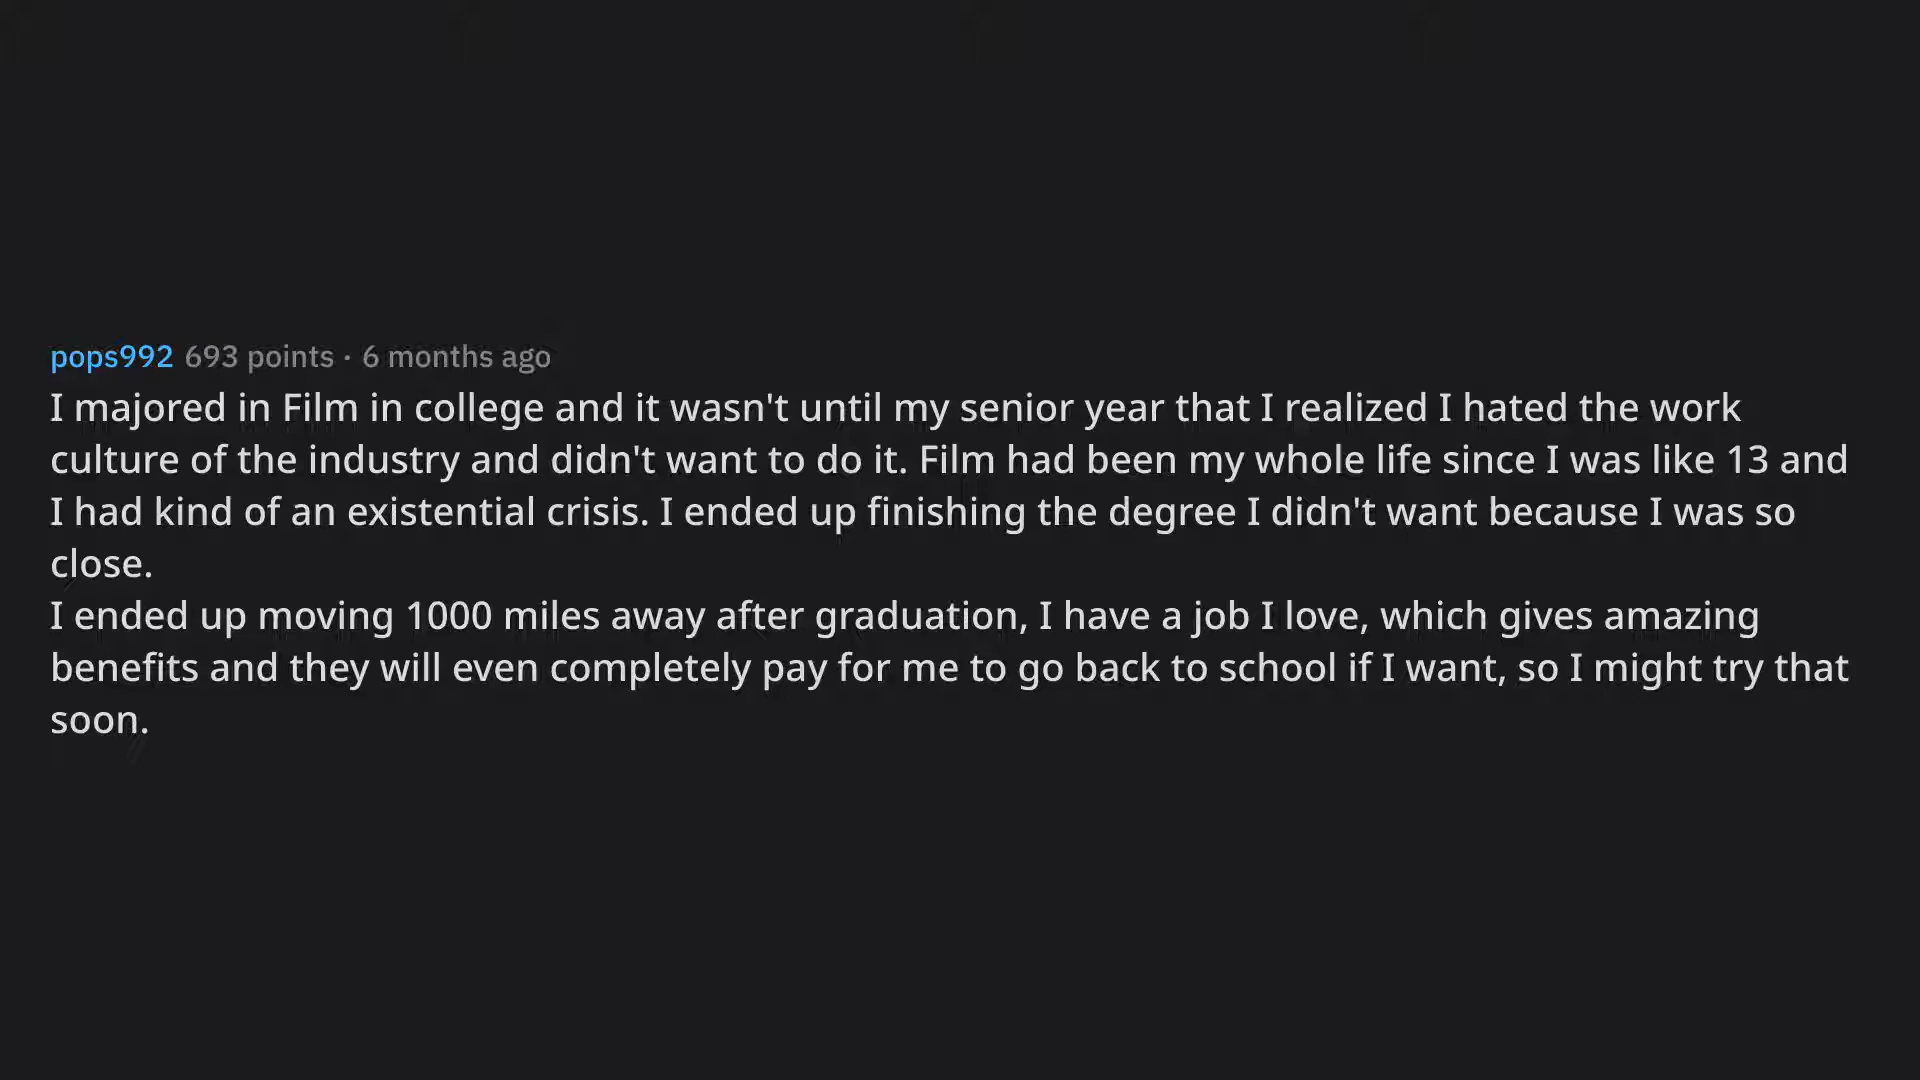 pops992 693 points · 6 months ago
I majored in Film in college and it wasn't until my senior year that I realized I hated the work
culture of the industry and didn't want to do it. Film had been my whole life since I was like 13 and
I had kind of an existential crisis. I ended up finishing the degree I didn't want because I was so
close.
I ended up moving 1000 miles away after graduation, I have a job I love, which gives amazing
benefits and they will even completely pay for me to go back to school if I want, so I might try that
soon.